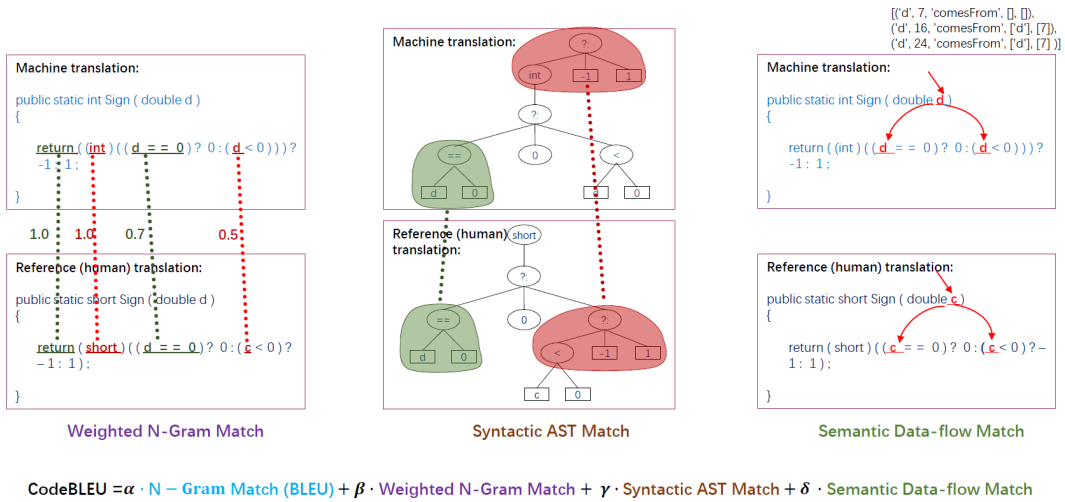 [('d', 7, 'comesFrom', [], []),
('d', 16, 'comesFrom', ['d'], [7]),
('d', 24, 'comesFrom', ['d'], [7] )]
Machine translation:
public static int Sign ( double d )
{
return ( (int ) ( ( d == 0 ) ? 0 : ( d < 0 ) ) ) ?
-1 : 1 ;
}
1.0 1.0 0.7 0.5
Reference (human) translation:
public static short Sign ( double d )
{
return ( short ) ( ( d == 0 ) ? 0 : ( c < 0 ) ?
– 1 : 1 ) ;
}
Weighted N-Gram Match
Machine translation:
?:
int -1 1
?:
== 0 <
d 0 d 0
Reference (human)
translation:
short
?:
== 0 ?:
d 0 < -1 1
c 0
Syntactic AST Match
Machine translation:
public static int Sign ( double d )
{
return ( (int ) ( ( d = = 0 ) ? 0 : ( d < 0 ) ) ) ?
-1 : 1 ;
}
Reference (human) translation:
public static short Sign ( double c )
{
return ( short ) ( ( c = = 0 ) ? 0 : ( c < 0 ) ? –
1 : 1 ) ;
}
Semantic Data-flow Match
CodeBLEU = α · N – Gram Match (BLEU) + β · Weighted N-Gram Match + γ · Syntactic AST Match + δ · Semantic Data-flow Match